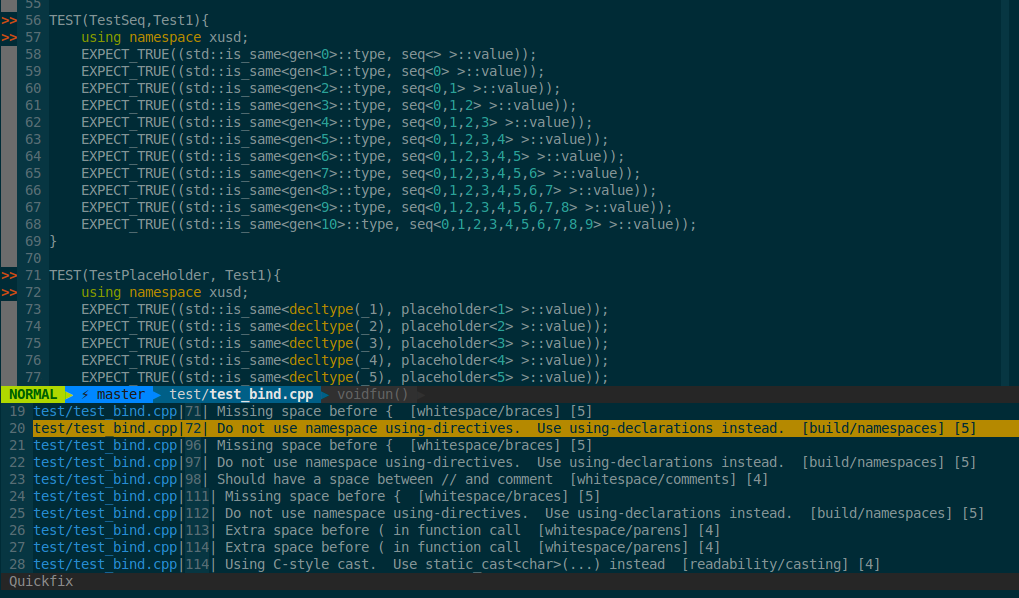 55
>> 56 TEST(TestSeq,Test1){
>> 57     using namespace xusd;
58     EXPECT_TRUE((std::is_same<gen<0>::type, seq<> >::value));
59     EXPECT_TRUE((std::is_same<gen<1>::type, seq<0> >::value));
60     EXPECT_TRUE((std::is_same<gen<2>::type, seq<0,1> >::value));
61     EXPECT_TRUE((std::is_same<gen<3>::type, seq<0,1,2> >::value));
62     EXPECT_TRUE((std::is_same<gen<4>::type, seq<0,1,2,3> >::value));
63     EXPECT_TRUE((std::is_same<gen<5>::type, seq<0,1,2,3,4> >::value));
64     EXPECT_TRUE((std::is_same<gen<6>::type, seq<0,1,2,3,4,5> >::value));
65     EXPECT_TRUE((std::is_same<gen<7>::type, seq<0,1,2,3,4,5,6> >::value));
66     EXPECT_TRUE((std::is_same<gen<8>::type, seq<0,1,2,3,4,5,6,7> >::value));
67     EXPECT_TRUE((std::is_same<gen<9>::type, seq<0,1,2,3,4,5,6,7,8> >::value));
68     EXPECT_TRUE((std::is_same<gen<10>::type, seq<0,1,2,3,4,5,6,7,8,9> >::value));
69 }
70
>> 71 TEST(TestPlaceHolder, Test1){
>> 72     using namespace xusd;
73     EXPECT_TRUE((std::is_same<decltype(_1), placeholder<1> >::value));
74     EXPECT_TRUE((std::is_same<decltype(_2), placeholder<2> >::value));
75     EXPECT_TRUE((std::is_same<decltype(_3), placeholder<3> >::value));
76     EXPECT_TRUE((std::is_same<decltype(_4), placeholder<4> >::value));
77     EXPECT_TRUE((std::is_same<decltype(_5), placeholder<5> >::value));
NORMAL ⚡ master test/test_bind.cpp voidfun()
19 test/test_bind.cpp|71| Missing space before {  [whitespace/braces] [5]
20 test/test_bind.cpp|72| Do not use namespace using-directives.  Use using-declarations instead.  [build/namespaces] [5]
21 test/test_bind.cpp|96| Missing space before {  [whitespace/braces] [5]
22 test/test_bind.cpp|97| Do not use namespace using-directives.  Use using-declarations instead.  [build/namespaces] [5]
23 test/test_bind.cpp|98| Should have a space between // and comment  [whitespace/comments] [4]
24 test/test_bind.cpp|111| Missing space before {  [whitespace/braces] [5]
25 test/test_bind.cpp|112| Do not use namespace using-directives.  Use using-declarations instead.  [build/namespaces] [5]
26 test/test_bind.cpp|113| Extra space before ( in function call  [whitespace/parens] [4]
27 test/test_bind.cpp|114| Extra space before ( in function call  [whitespace/parens] [4]
28 test/test_bind.cpp|114| Using C-style cast.  Use static_cast<char>(...) instead  [readability/casting] [4]
Quickfix